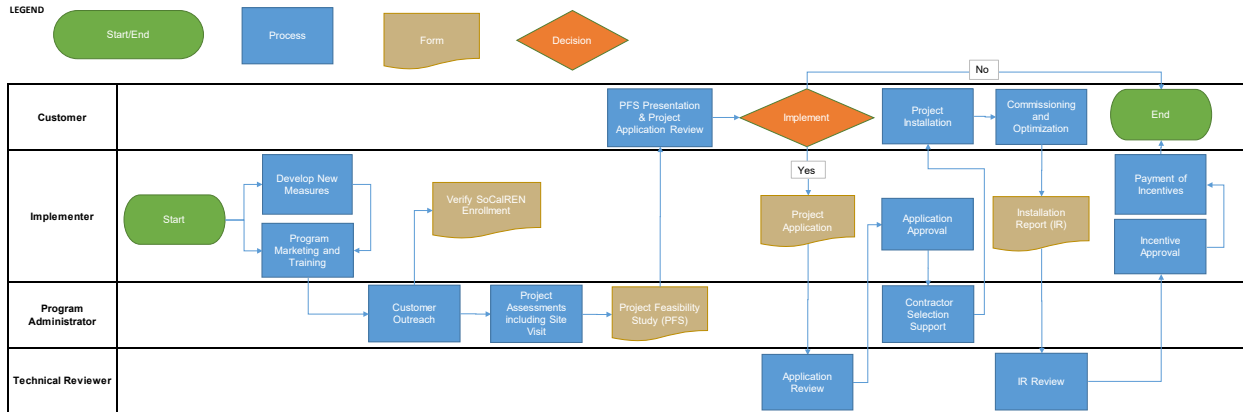 LEGEND
Start/End
Process
Form
Decision
No
Customer
PFS Presentation
& Project
Application Review
Implement
Project
Installation
Commissioning
and
Optimization
End
Yes
Implementer
Start
Develop New
Measures
Program
Marketing and
Training
Verify SoCalREN
Enrollment
Project
Application
Application
Approval
Installation
Report (IR)
Payment of
Incentives
Incentive
Approval
Program
Administrator
Customer
Outreach
Project
Assessments
including Site
Visit
Project Feasibility
Study (PFS)
Contractor
Selection
Support
Technical Reviewer
Application
Review
IR Review